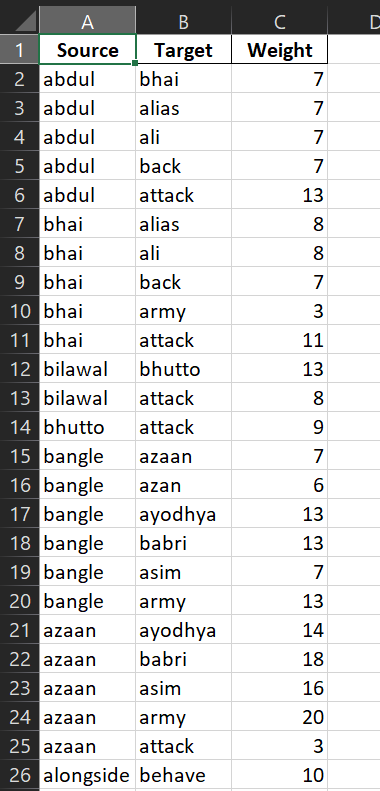 A B C D
1 Source Target Weight
2 abdul bhai 7
3 abdul alias 7
4 abdul ali 7
5 abdul back 7
6 abdul attack 13
7 bhai alias 8
8 bhai ali 8
9 bhai back 7
10 bhai army 3
11 bhai attack 11
12 bilawal bhutto 13
13 bilawal attack 8
14 bhutto attack 9
15 bangle azaan 7
16 bangle azan 6
17 bangle ayodhya 13
18 bangle babri 13
19 bangle asim 7
20 bangle army 13
21 azaan ayodhya 14
22 azaan babri 18
23 azaan asim 16
24 azaan army 20
25 azaan attack 3
26 alongside behave 10